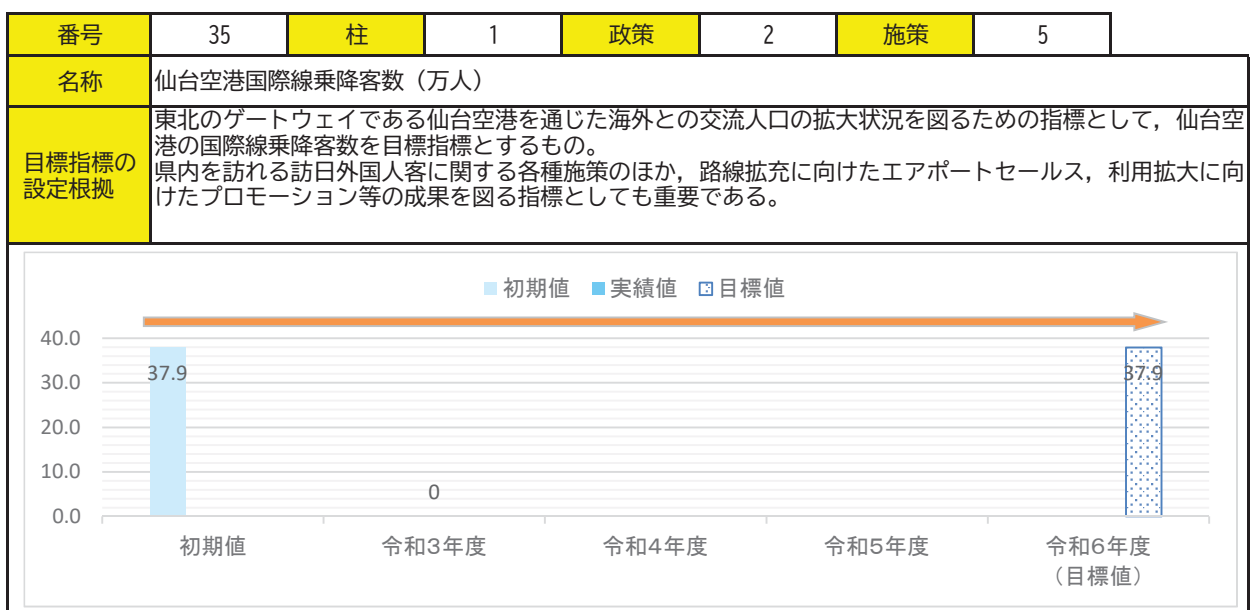 番号 35 柱 1 政策 2 施策 5
名称 仙台空港国際線乗降客数（万人）
目標指標の
設定根拠
東北のゲートウェイである仙台空港を通じた海外との交流人口の拡大状況を図るための指標として，仙台空
港の国際線乗降客数を目標指標とするもの。
県内を訪れる訪日外国人客に関する各種施策のほか，路線拡充に向けたエアポートセールス，利用拡大に向
けたプロモーション等の成果を図る指標としても重要である。
初期値 実績値 目標値
40.0
30.0
20.0
10.0
0.0
37.9
0
37.9
初期値 令和3年度 令和4年度 令和5年度 令和6年度
（目標値）